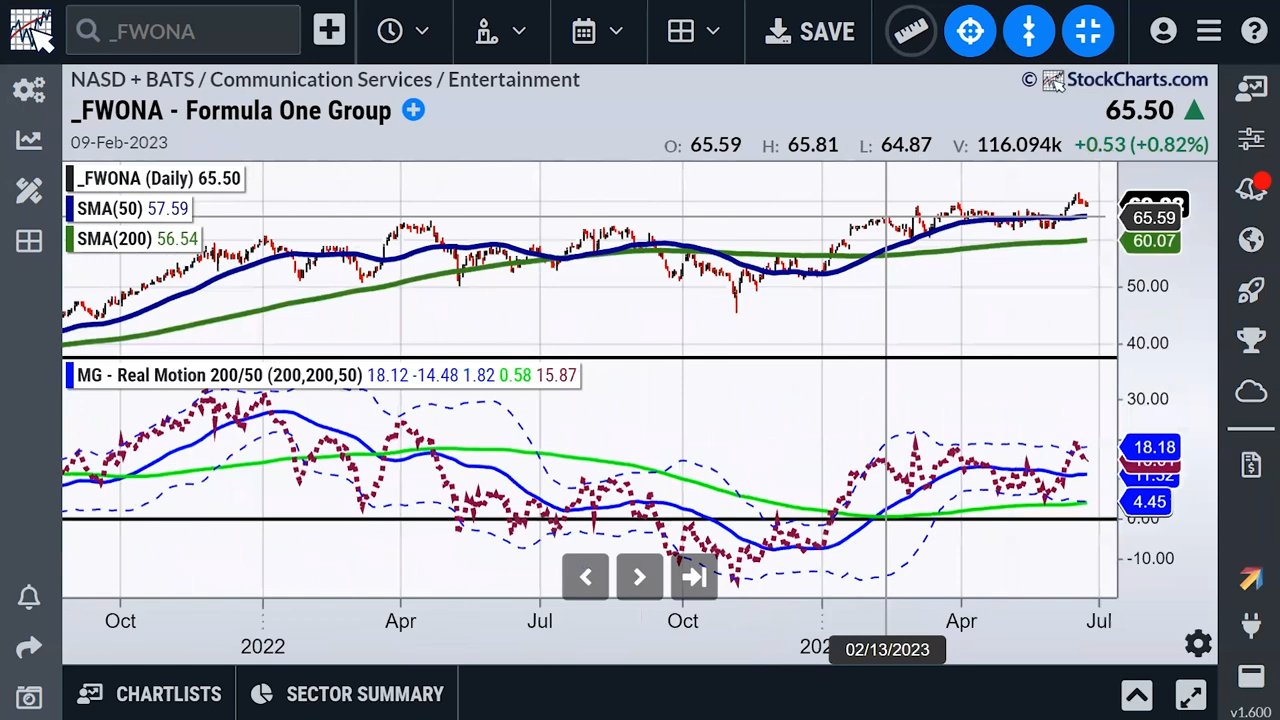 _FWONA
SAVE
NASD + BATS / Communication Services / Entertainment
© StockCharts.com
_FWONA - Formula One Group
65.50
09-Feb-2023
O: 65.59 H: 65.81 L: 64.87 V: 116.094k +0.53 (+0.82%)
_FWONA (Daily) 65.50
SMA(50) 57.59
SMA(200) 56.54
65.59
60.07
50.00
40.00
MG - Real Motion 200/50 (200,200,50) 18.12 -14.48 1.82 0.58 15.87
30.00
18.18
4.45
0.00
-10.00
Oct
2022
Apr
Jul
Oct
Apr
Jul
02/13/2023
CHARTLISTS
SECTOR SUMMARY
v1.600